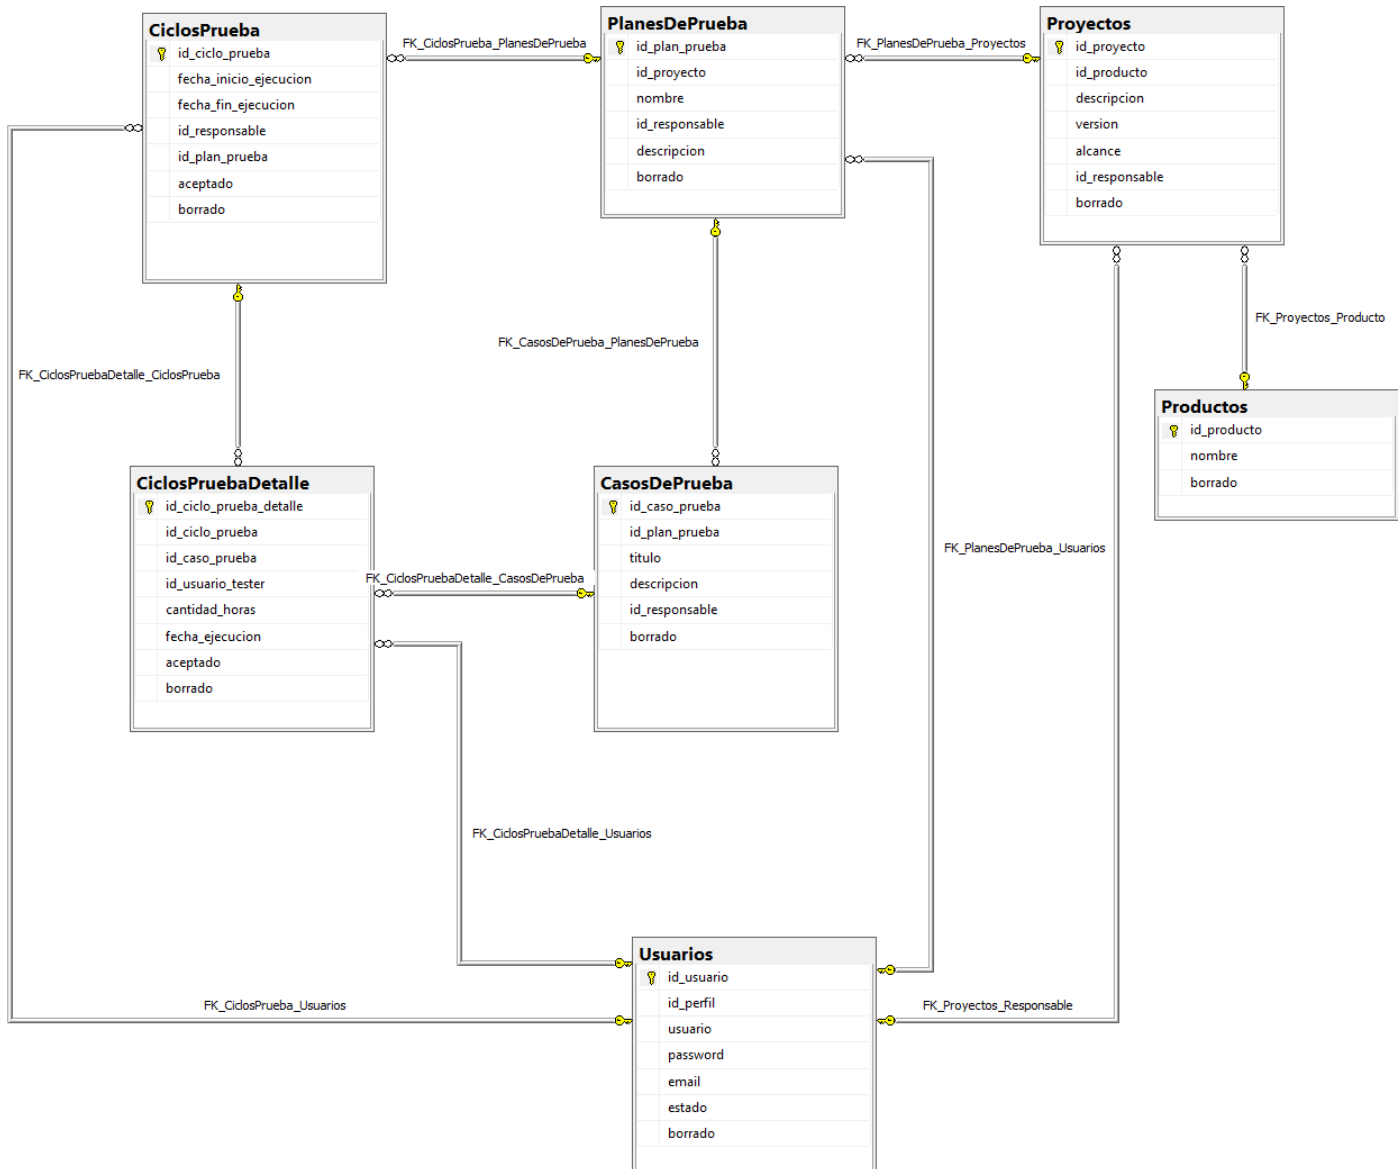 CiclosPrueba
id_ciclo_prueba
fecha_inicio_ejecucion
fecha_fin_ejecucion
id_responsable
id_plan_prueba
aceptado
borrado
FK_CiclosPrueba_PlanesDePrueba
PlanesDePrueba
id_plan_prueba
id_proyecto
nombre
id_responsable
descripcion
borrado
FK_PlanesDePrueba_Proyectos
Proyectos
id_proyecto
id_producto
descripcion
version
alcance
id_responsable
borrado
FK_Proyectos_Producto
FK_CasosDePrueba_PlanesDePrueba
FK_CiclosPruebaDetalle_CiclosPrueba
Productos
id_producto
nombre
borrado
CiclosPruebaDetalle
id_ciclo_prueba_detalle
id_ciclo_prueba
id_caso_prueba
id_usuario_tester
cantidad_horas
fecha_ejecucion
aceptado
borrado
FK_CiclosPruebaDetalle_CasosDePrueba
CasosDePrueba
id_caso_prueba
id_plan_prueba
titulo
descripcion
id_responsable
borrado
FK_PlanesDePrueba_Usuarios
FK_CiclosPruebaDetalle_Usuarios
Usuarios
id_usuario
id_perfil
usuario
password
email
estado
borrado
FK_CiclosPrueba_Usuarios
FK_Proyectos_Responsable